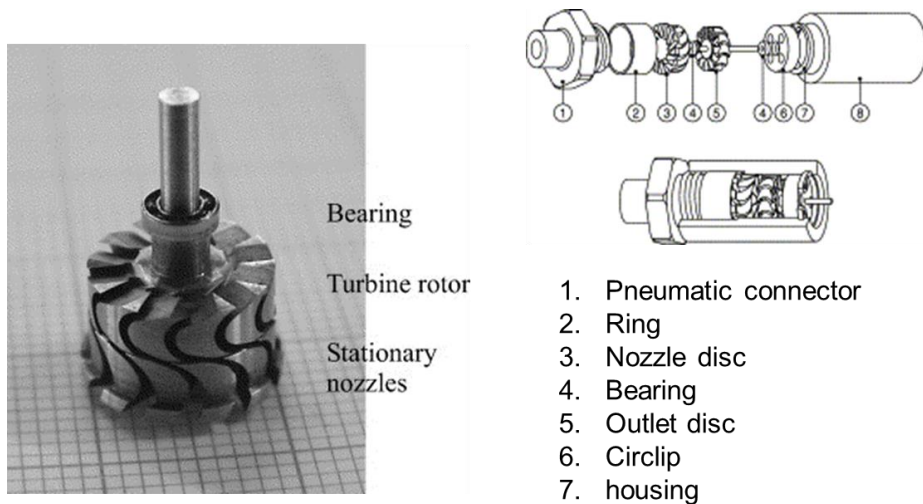 Bearing
Turbine rotor
Stationary
nozzles
1 2 3 4 5 4 6 7 8
1. Pneumatic connector
2. Ring
3. Nozzle disc
4. Bearing
5. Outlet disc
6. Circlip
7. housing